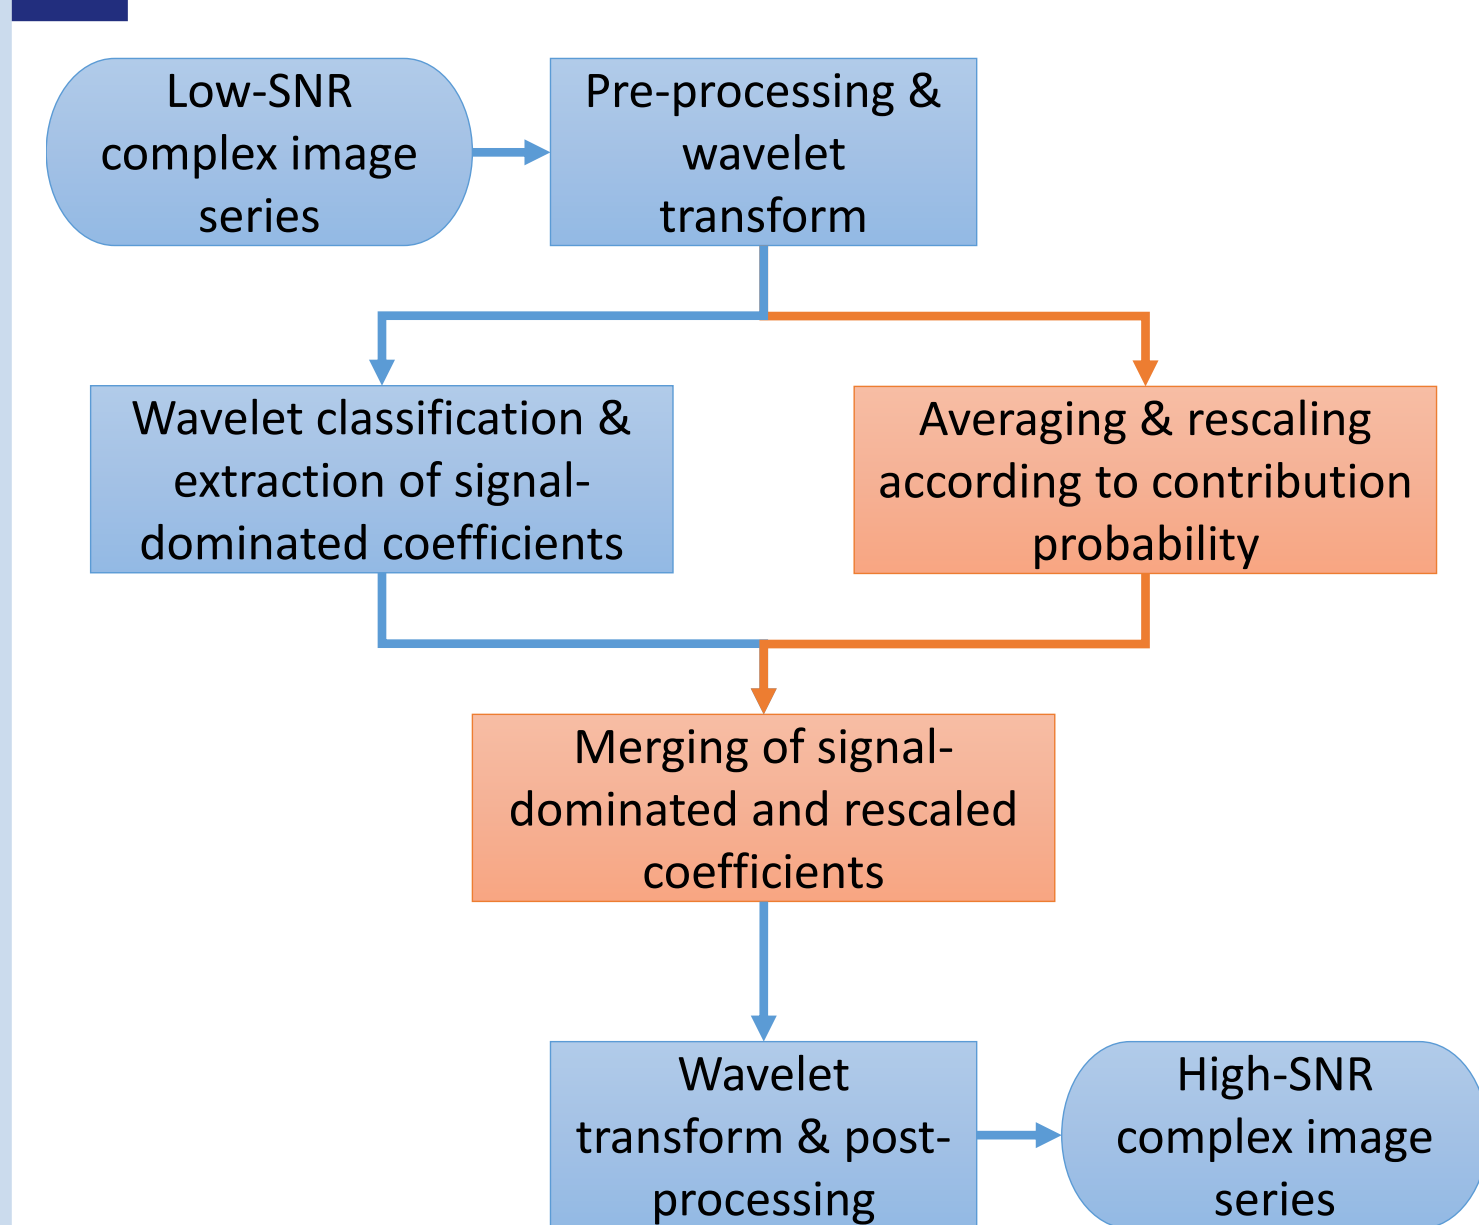 Low-SNR
complex image
series
Pre-processing &
wavelet
transform
Wavelet classification &
extraction of signal-
dominated coefficients
Averaging & rescaling
according to contribution
probability
Merging of signal-
dominated and rescaled
coefficients
Wavelet
transform & post-
processing
High-SNR
complex image
series